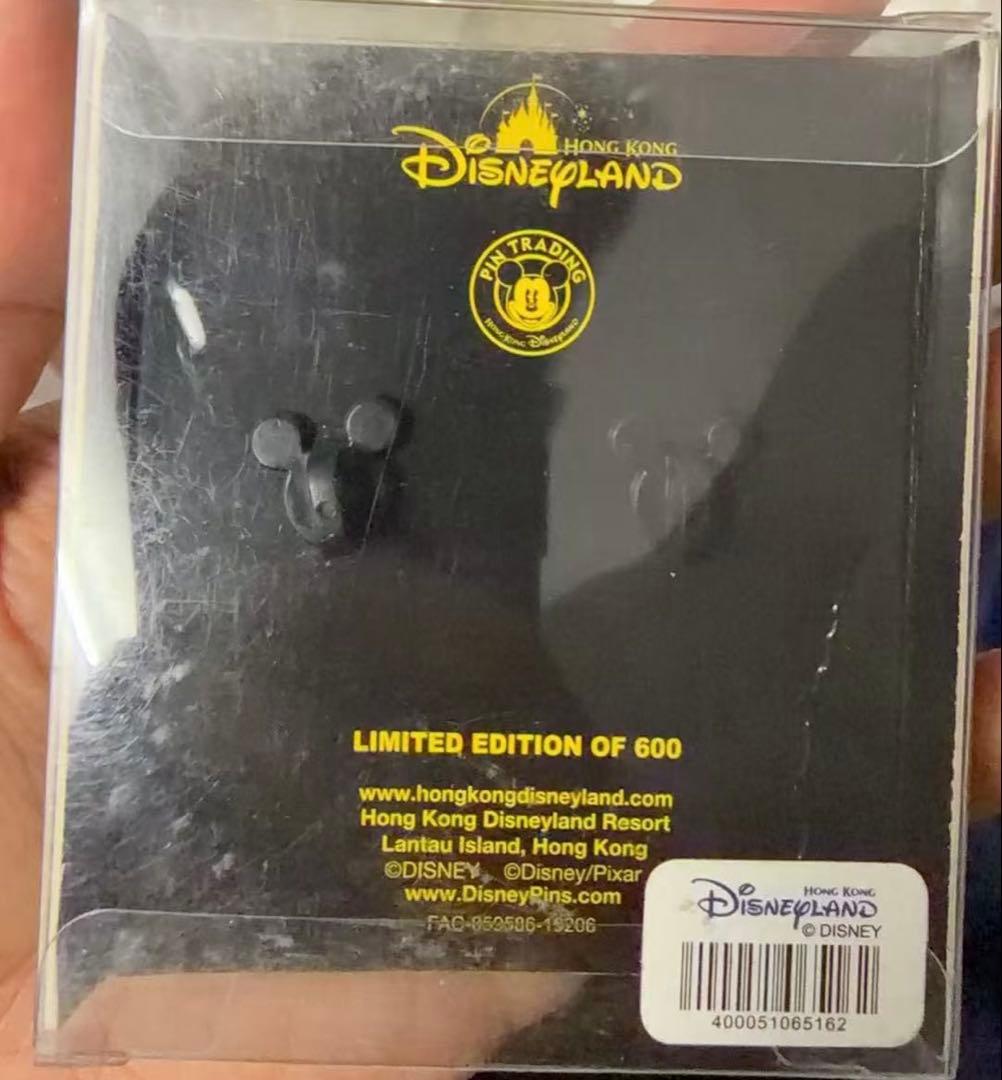 HONG KONG
DISNEYLAND
PIN TRADING
HONG KONG DISNEYLAND
LIMITED EDITION OF 600
www.hongkongdisneyland.com
Hong Kong Disneyland Resort
Lantau Island, Hong Kong
©DISNEY ©Disney/Pixar
www.DisneyPins.com
HONG KONG
DISNEYLAND
© DISNEY
400051065162